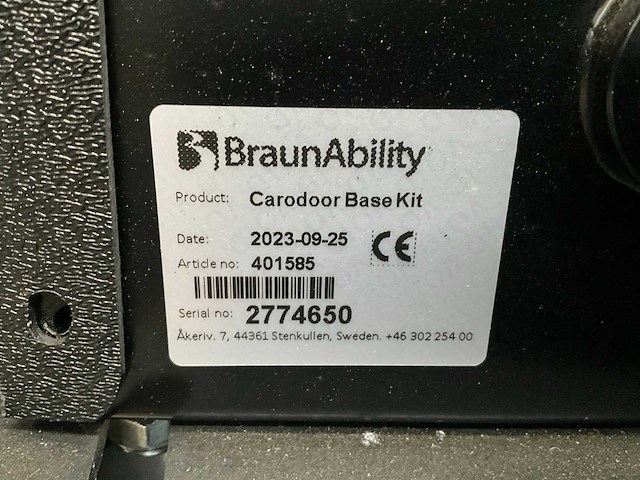 BraunAbility
Product: Carodoor Base Kit
Date: 2023-09-25 CE
Article no: 401585
Serial no: 2774650
Åkeriv. 7, 44361 Stenkullen, Sweden. +46 302 254 00